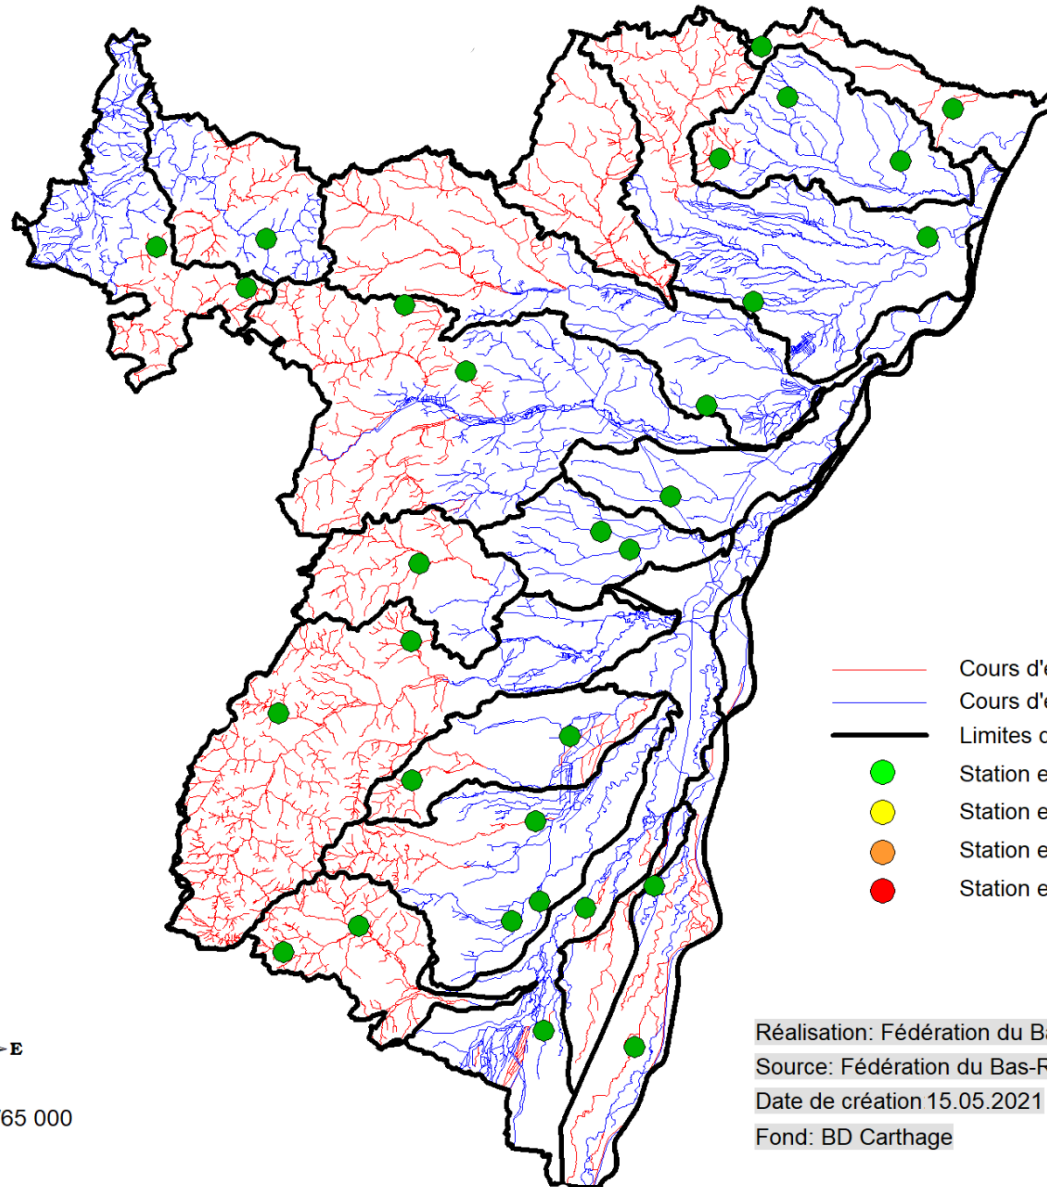 Cours d'e
Cours d'e
Limites d
Station e
Station e
Station e
Station e
E
65 000
Réalisation: Fédération du Ba
Source: Fédération du Bas-R
Date de création 15.05.2021
Fond: BD Carthage